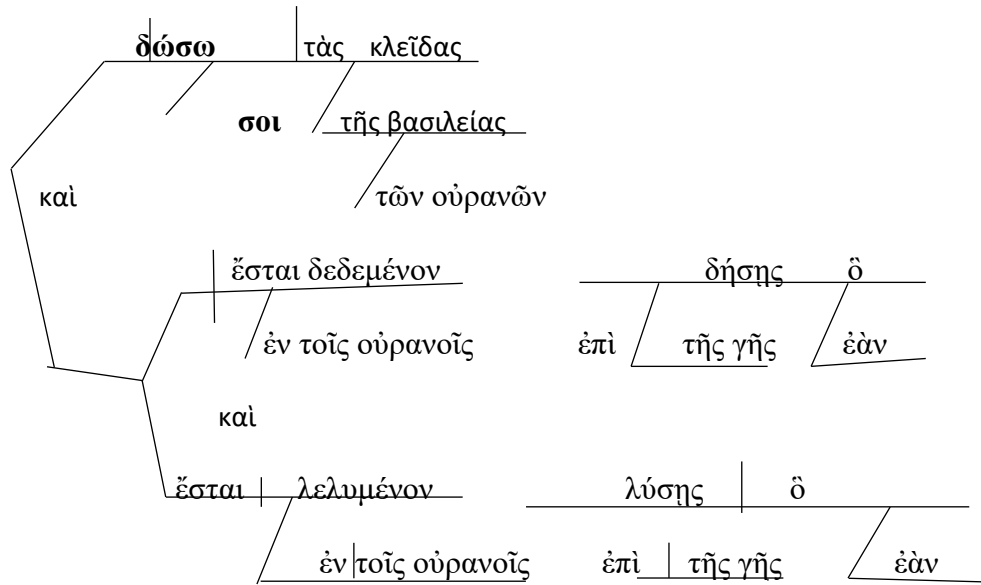 δώσω τὰς κλεῖδας
σοι τῆς βασιλείας
καὶ τῶν οὐρανῶν
ἔσται δεδεμένον δήσῃς ὃ
ἐν τοῖς οὐρανοῖς ἐπὶ τῆς γῆς ἐὰν
καὶ
ἔσται λελυμένον λύσῃς ὃ
ἐν τοῖς οὐρανοῖς ἐπὶ τῆς γῆς ἐὰν